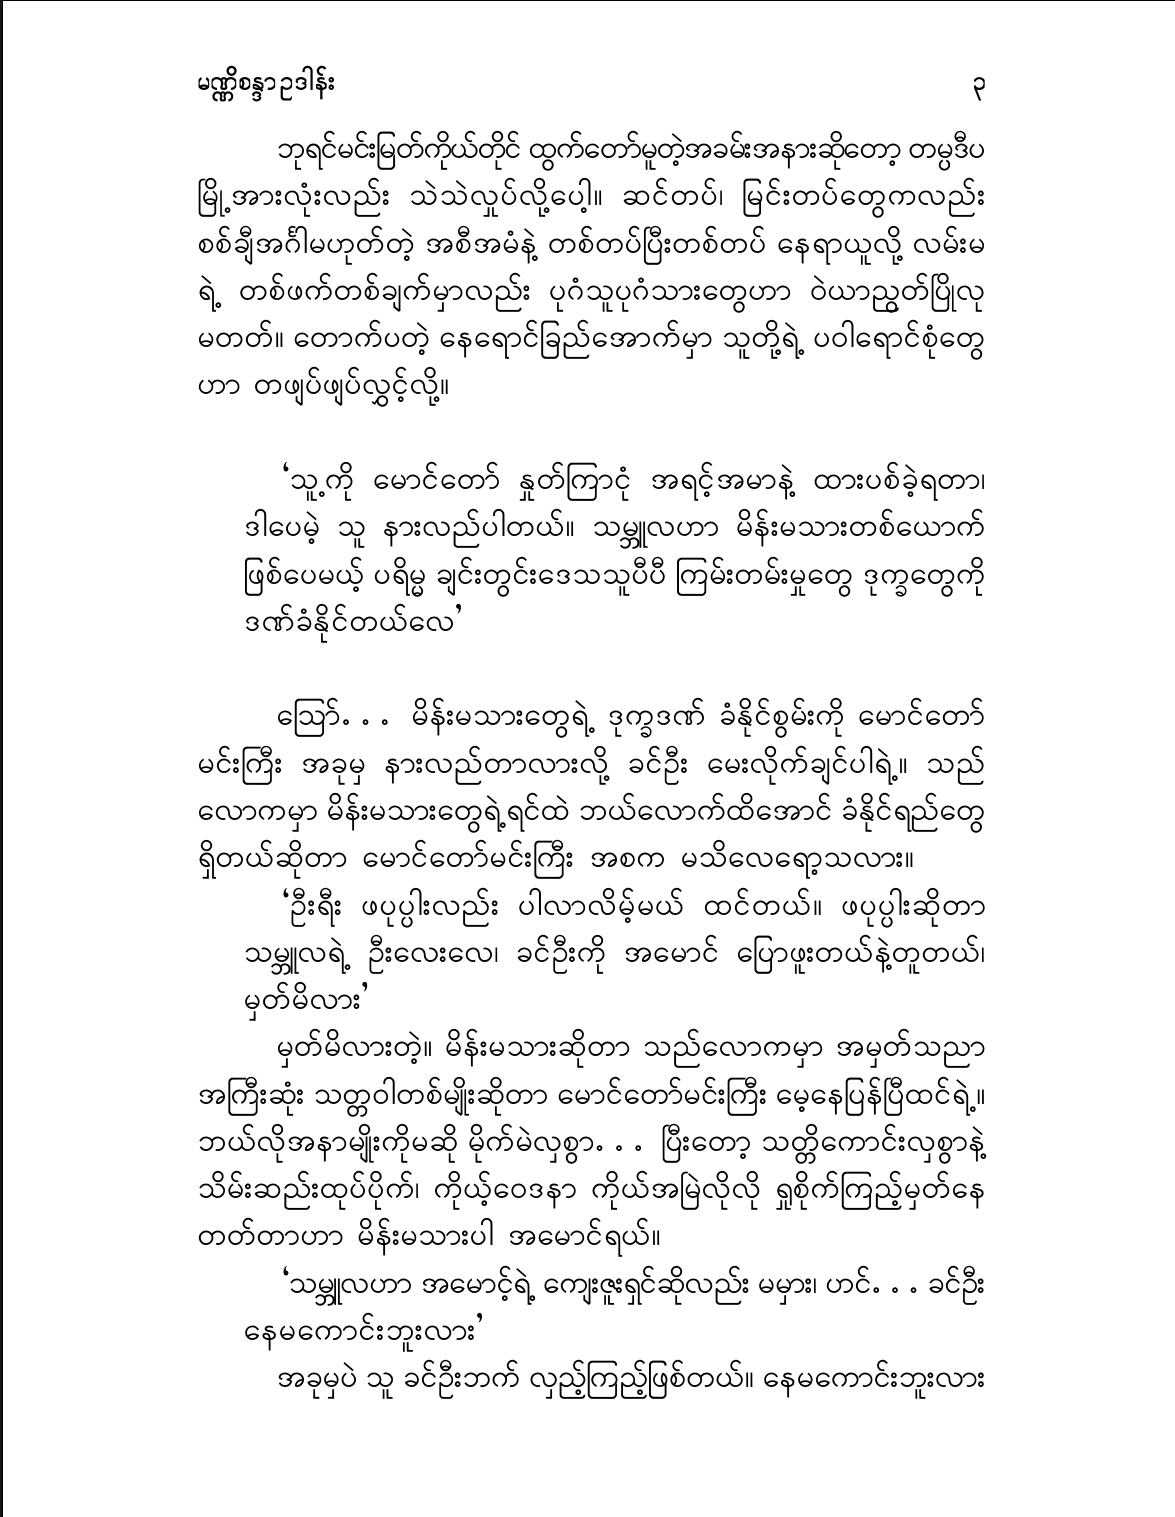 မဏ္ဏိစန္ဒာဥဒါန်း ၃
ဘုရင်မင်းမြတ်ကိုယ်တိုင် ထွက်တော်မူတဲ့အခမ်းအနားဆိုတော့ တမ္ပဒီပ
မြို့အားလုံးလည်း သဲသဲလှုပ်လို့ပေါ့။ ဆင်တပ်၊ မြင်းတပ်တွေကလည်း
စစ်ချီအင်္ဂါမဟုတ်တဲ့ အစီအမံနဲ့ တစ်တပ်ပြီးတစ်တပ် နေရာယူလို့ လမ်းမ
ရဲ့ တစ်ဖက်တစ်ချက်မှာလည်း ပုဂံသူပုဂံသားတွေဟာ ဝဲယာညွတ်ပြိုလု
မတတ်။ တောက်ပတဲ့ နေရောင်ခြည်အောက်မှာ သူတို့ရဲ့ ပဝါရောင်စုံတွေ
ဟာ တဖျပ်ဖျပ်လွှင့်လို့။
‘သူ့ကို မောင်တော် နှုတ်ကြာငုံ အရင့်အမာနဲ့ ထားပစ်ခဲ့ရတာ၊
ဒါပေမဲ့ သူ နားလည်ပါတယ်။ သမ္ဘူလဟာ မိန်းမသားတစ်ယောက်
ဖြစ်ပေမယ့် ပရိမ္မ ချင်းတွင်းဒေသသူပီပီ ကြမ်းတမ်းမှုတွေ ဒုက္ခတွေကို
ဒဏ်ခံနိုင်တယ်လေ’
ဪ. . . မိန်းမသားတွေရဲ့ ဒုက္ခဒဏ် ခံနိုင်စွမ်းကို မောင်တော်
မင်းကြီး အခုမှ နားလည်တာလားလို့ ခင်ဦး မေးလိုက်ချင်ပါရဲ့။ သည်
လောကမှာ မိန်းမသားတွေရဲ့ရင်ထဲ ဘယ်လောက်ထိအောင် ခံနိုင်ရည်တွေ
ရှိတယ်ဆိုတာ မောင်တော်မင်းကြီး အစက မသိလေရော့သလား။
‘ဦးရီး ဖပုပ္ပါးလည်း ပါလာလိမ့်မယ် ထင်တယ်။ ဖပုပ္ပါးဆိုတာ
သမ္ဘူလရဲ့ ဦးလေးလေ၊ ခင်ဦးကို အမောင် ပြောဖူးတယ်နဲ့တူတယ်၊
မှတ်မိလား’
မှတ်မိလားတဲ့။ မိန်းမသားဆိုတာ သည်လောကမှာ အမှတ်သညာ
အကြီးဆုံး သတ္တဝါတစ်မျိုးဆိုတာ မောင်တော်မင်းကြီး မေ့နေပြန်ပြီထင်ရဲ့။
ဘယ်လိုအနာမျိုးကိုမဆို မိုက်မဲလှစွာ. . . ပြီးတော့ သတ္တိကောင်းလှစွာနဲ့
သိမ်းဆည်းထုပ်ပိုက်၊ ကိုယ့်ဝေဒနာ ကိုယ်အမြဲလိုလို ရှုစိုက်ကြည့်မှတ်နေ
တတ်တာဟာ မိန်းမသားပါ အမောင်ရယ်။
‘သမ္ဘူလဟာ အမောင့်ရဲ့ ကျေးဇူးရှင်ဆိုလည်း မမှား၊ ဟင်. . . ခင်ဦး
နေမကောင်းဘူးလား’
အခုမှပဲ သူ ခင်ဦးဘက် လှည့်ကြည့်ဖြစ်တယ်။ နေမကောင်းဘူးလား